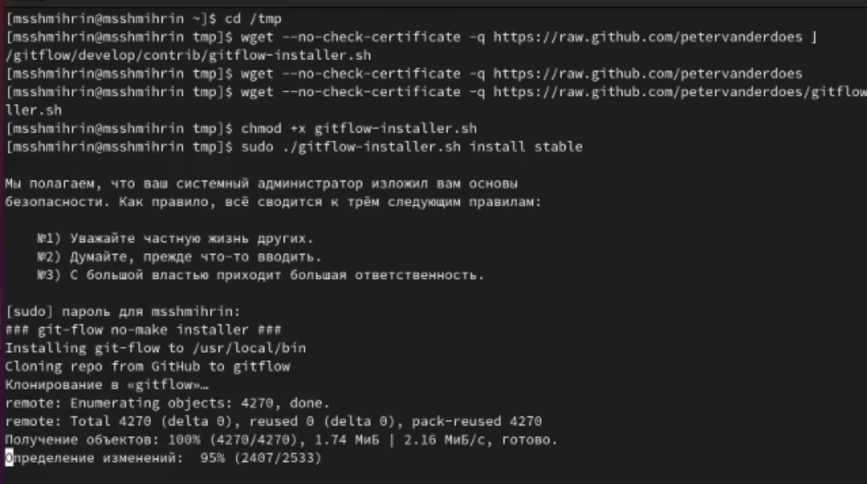 [msshmihrin@msshmihrin ~]$ cd /tmp
[msshmihrin@msshmihrin tmp]$ wget --no-check-certificate -q https://raw.github.com/petervanderdoes ]
/gitflow/develop/contrib/gitflow-installer.sh
[msshmihrin@msshmihrin tmp]$ wget --no-check-certificate -q https://raw.github.com/petervanderdoes
[msshmihrin@msshmihrin tmp]$ wget --no-check-certificate -q https://raw.github.com/petervanderdoes/gitflow
ller.sh
[msshmihrin@msshmihrin tmp]$ chmod +x gitflow-installer.sh
[msshmihrin@msshmihrin tmp]$ sudo ./gitflow-installer.sh install stable
Мы полагаем, что ваш системный администратор изложил вам основы
безопасности. Как правило, всё сводится к трём следующим правилам:
№1) Уважайте частную жизнь других.
№2) Думайте, прежде что-то вводить.
№3) С большой властью приходит большая ответственность.
[sudo] пароль для msshmihrin:
### git-flow no-make installer ###
Installing git-flow to /usr/local/bin
Cloning repo from GitHub to gitflow
Клонирование в «gitflow»…
remote: Enumerating objects: 4270, done.
remote: Total 4270 (delta 0), reused 0 (delta 0), pack-reused 4270
Получение объектов: 100% (4270/4270), 1.74 МиБ | 2.16 МиБ/с, готово.
Определение изменений:  95% (2407/2533)